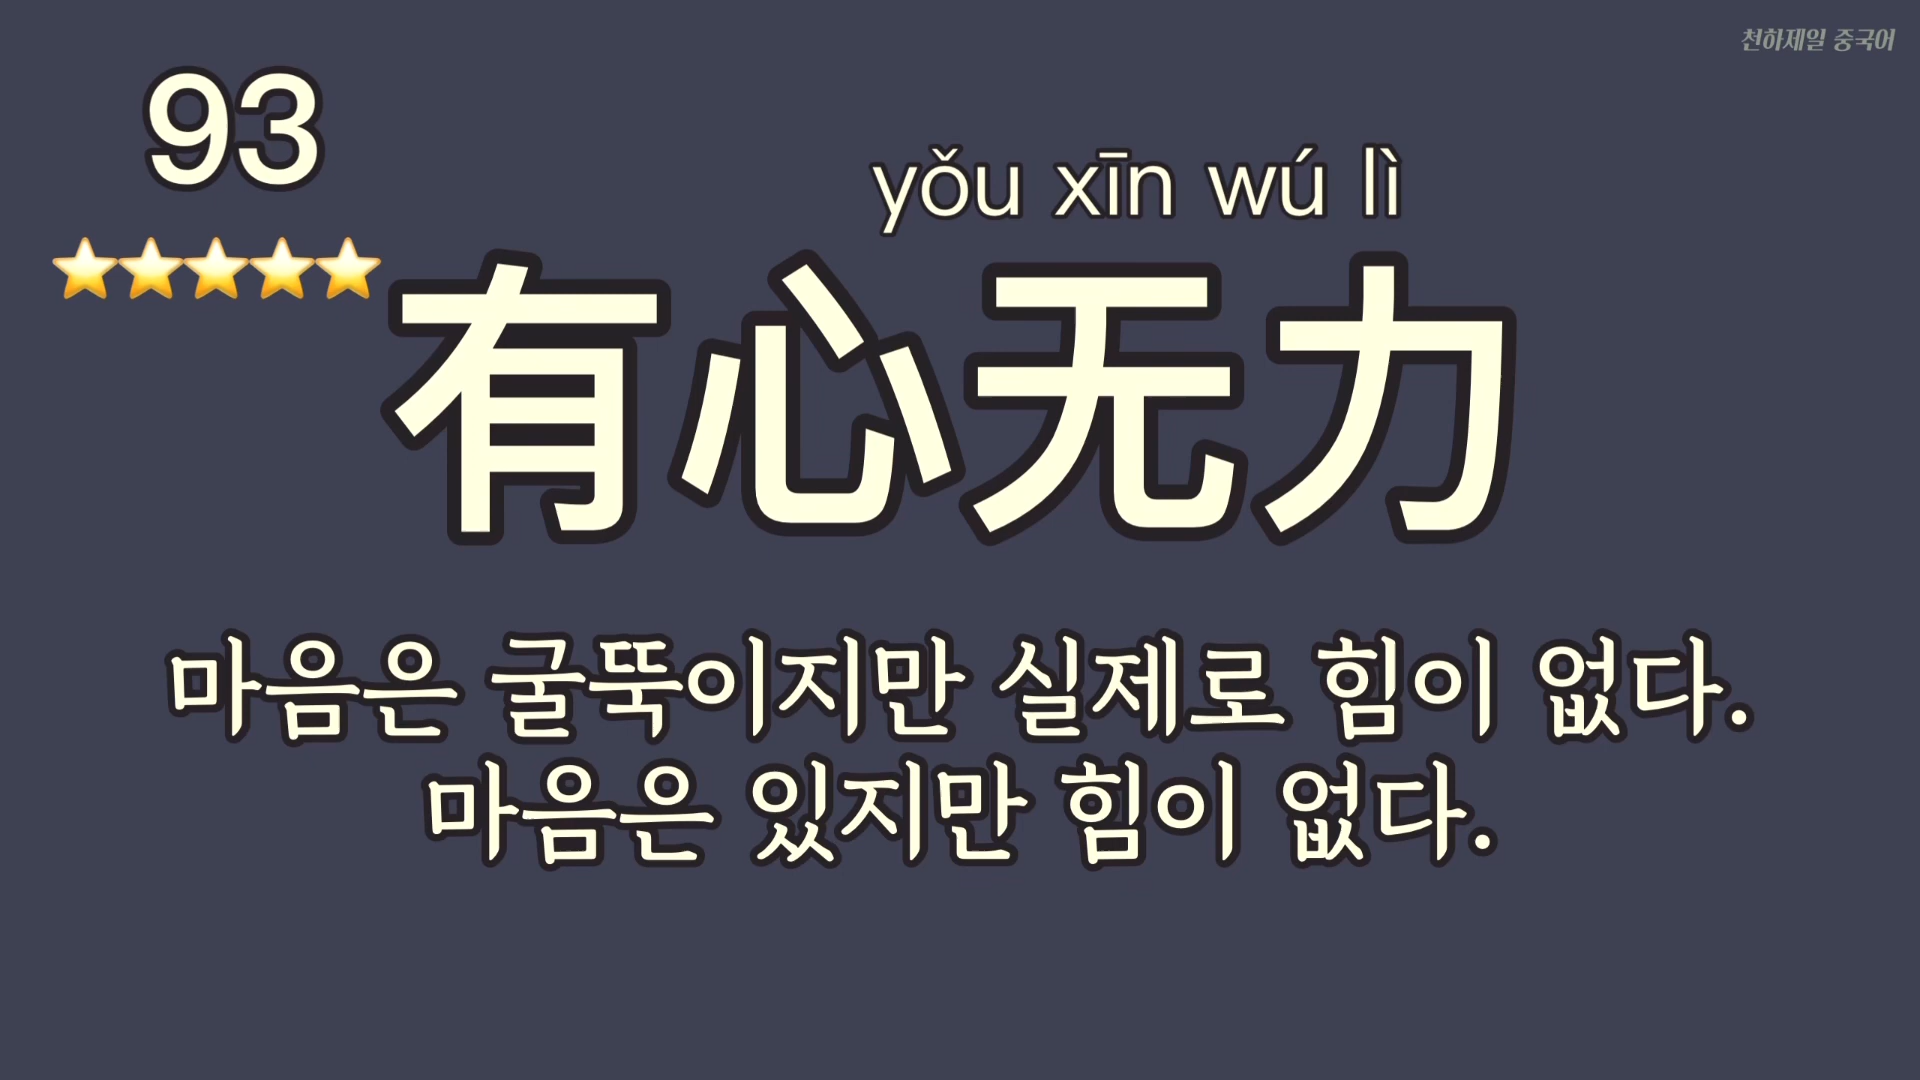 천하제일 중국어
93
⭐⭐⭐⭐⭐
yǒu xīn wú lì
有心无力
마음은 굴뚝이지만 실제로 힘이 없다.
마음은 있지만 힘이 없다.